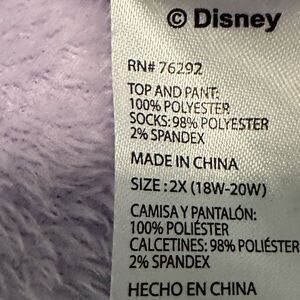 © Disney
RN# 76292
TOP AND PANT:
100% POLYESTER
SOCKS: 98% POLYESTER
2% SPANDEX
MADE IN CHINA
SIZE : 2X (18W-20W)
CAMISA Y PANTALÓN:
100% POLIÉSTER
CALCETINES: 98% POLIÉSTER
2% SPANDEX
HECHO EN CHINA